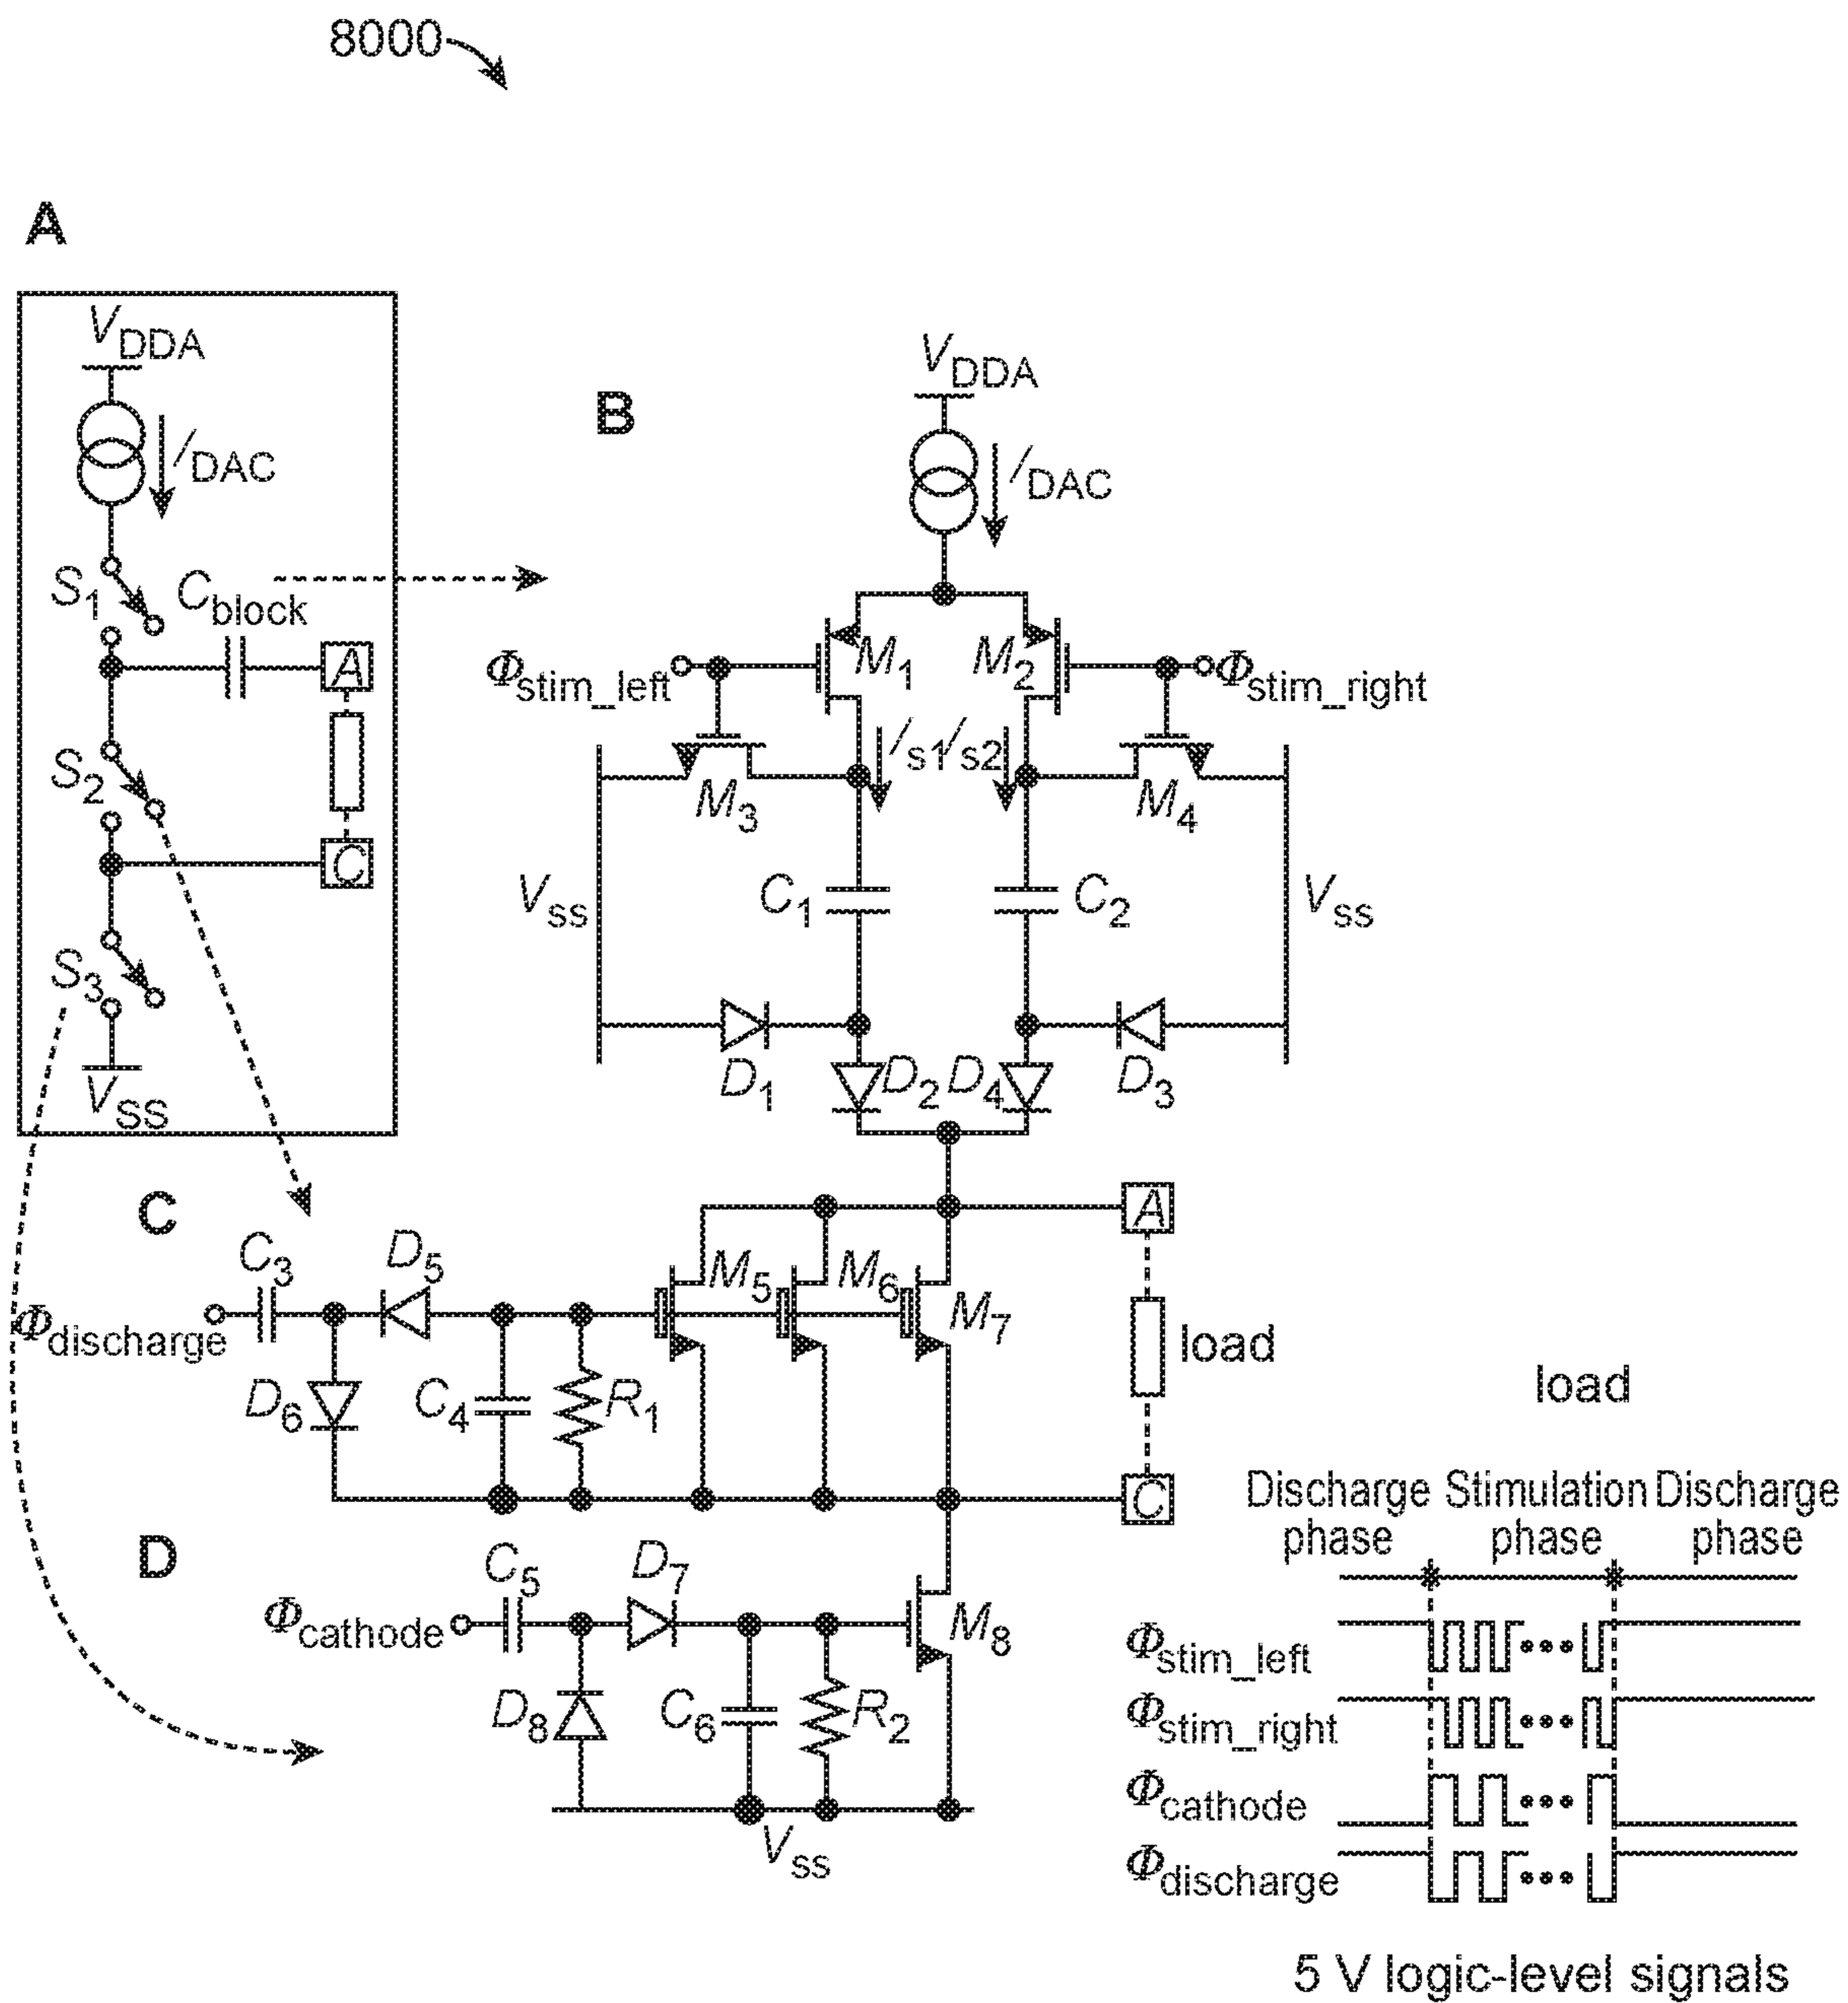 8000
A
VDDA
IDAC
S1
Cblock
A
S2
C
S3
VSS
B
VDDA
IDAC
Φstim_left
M1
M2
Φstim_right
Is1
Is2
M3
M4
Vss
C1
C2
Vss
D1
D2
D4
D3
C
C3
D5
M5
M6
M7
A
Φdischarge
D6
C4
R1
load
C
D
C5
D7
Φcathode
M8
D8
C6
R2
Vss
load
Discharge phase
Stimulation phase
Discharge phase
Φstim_left
Φstim_right
Φcathode
Φdischarge
5 V logic-level signals